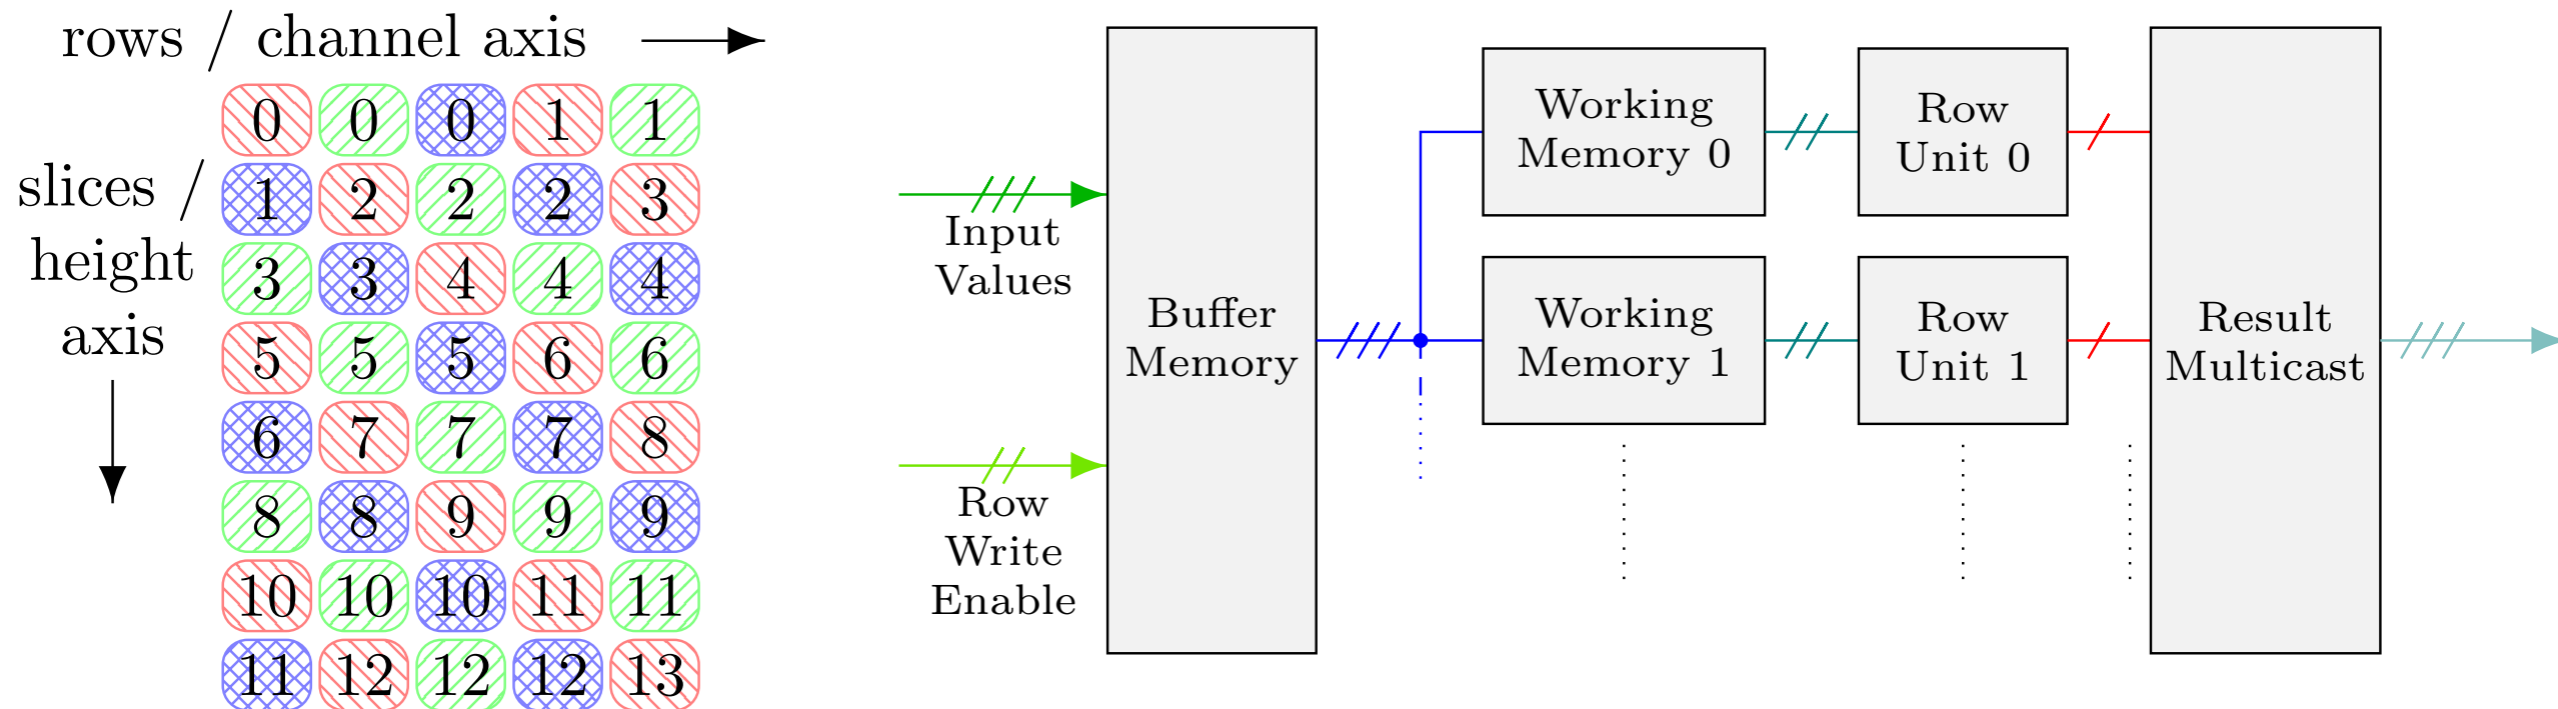 rows / channel axis
slices /
height
axis
0 0 0 1 1
1 2 2 2 3
3 3 4 4 4
5 5 5 6 6
6 7 7 7 8
8 8 9 9 9
10 10 10 11 11
11 12 12 12 13
Input
Values
Row
Write
Enable
Buffer
Memory
Working
Memory 0
Row
Unit 0
Working
Memory 1
Row
Unit 1
Result
Multicast